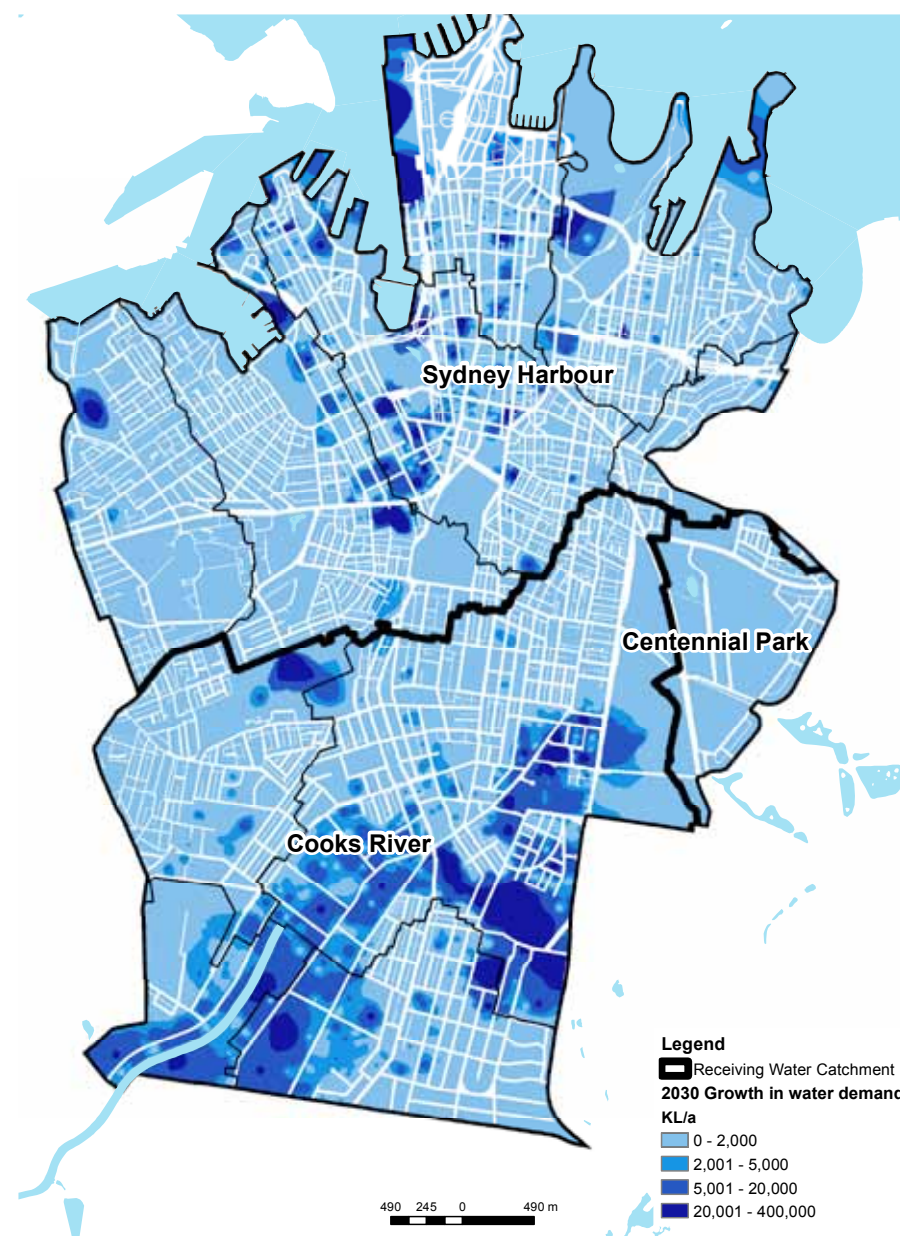 Sydney Harbour
Centennial Park
Cooks River
Legend
Receiving Water Catchment
2030 Growth in water demand
KL/a
0 - 2,000
2,001 - 5,000
5,001 - 20,000
20,001 - 400,000
490 245 0 490 m